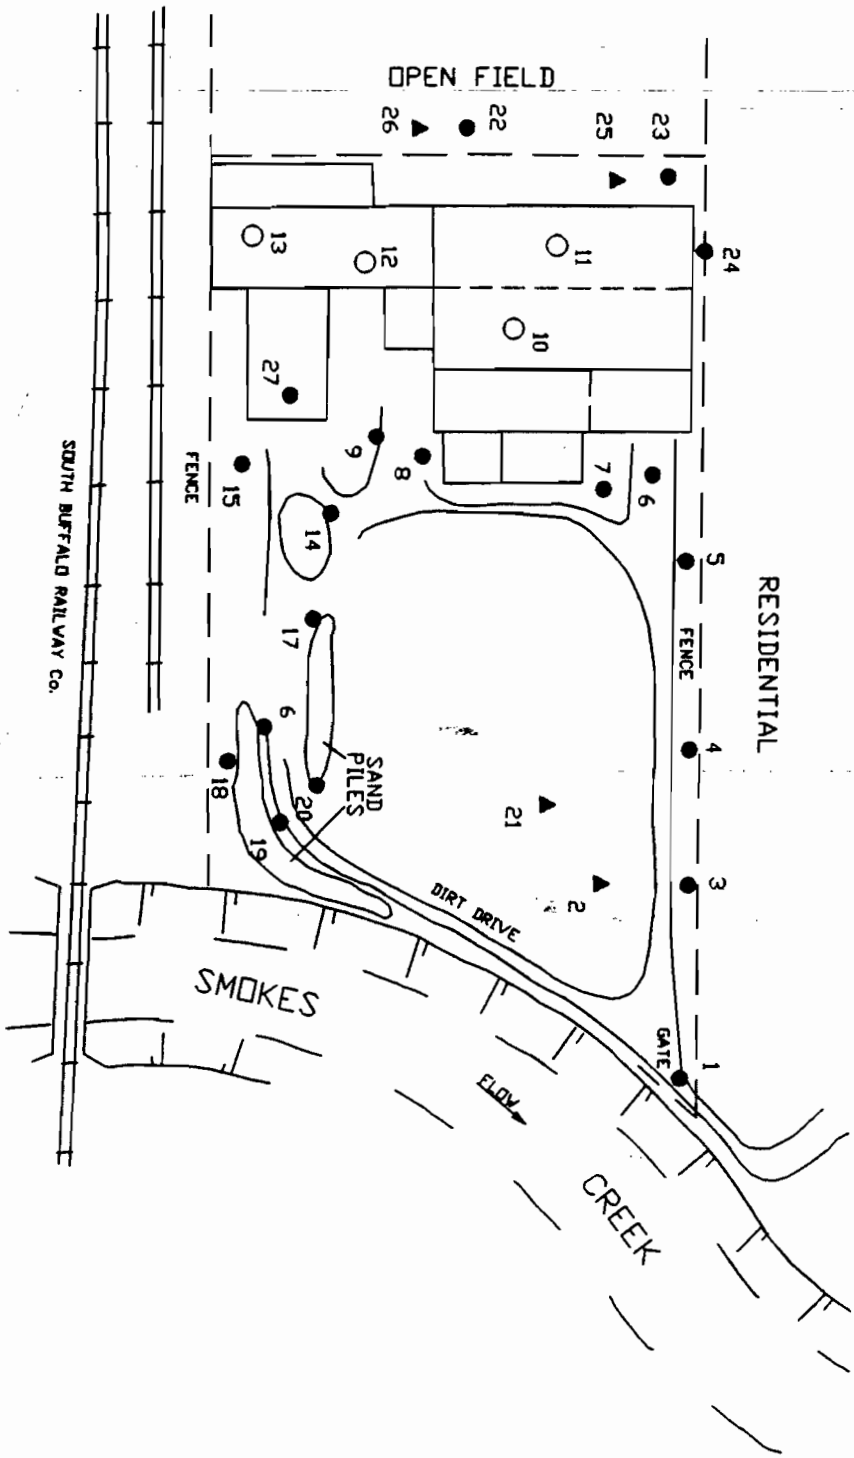 OPEN FIELD
26
22
25
23
24
13
12
11
10
27
9
8
7
6
15
FENCE
14
5
RESIDENTIAL
FENCE
SOUTH BUFFALO RAILWAY Co.
17
6
4
SAND
PILES
18
20
21
19
2
3
DIRT DRIVE
SMOKES
GATE
1
FLOW
CREEK